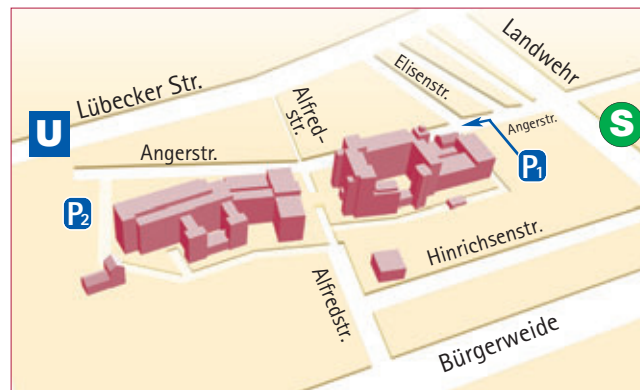 Landwehr
Lübecker Str.
Elisenstr.
Alfred-
str.
U
Angerstr.
Angerstr.
S
P1
P2
Hinrichsenstr.
Alfredstr.
Bürgerweide